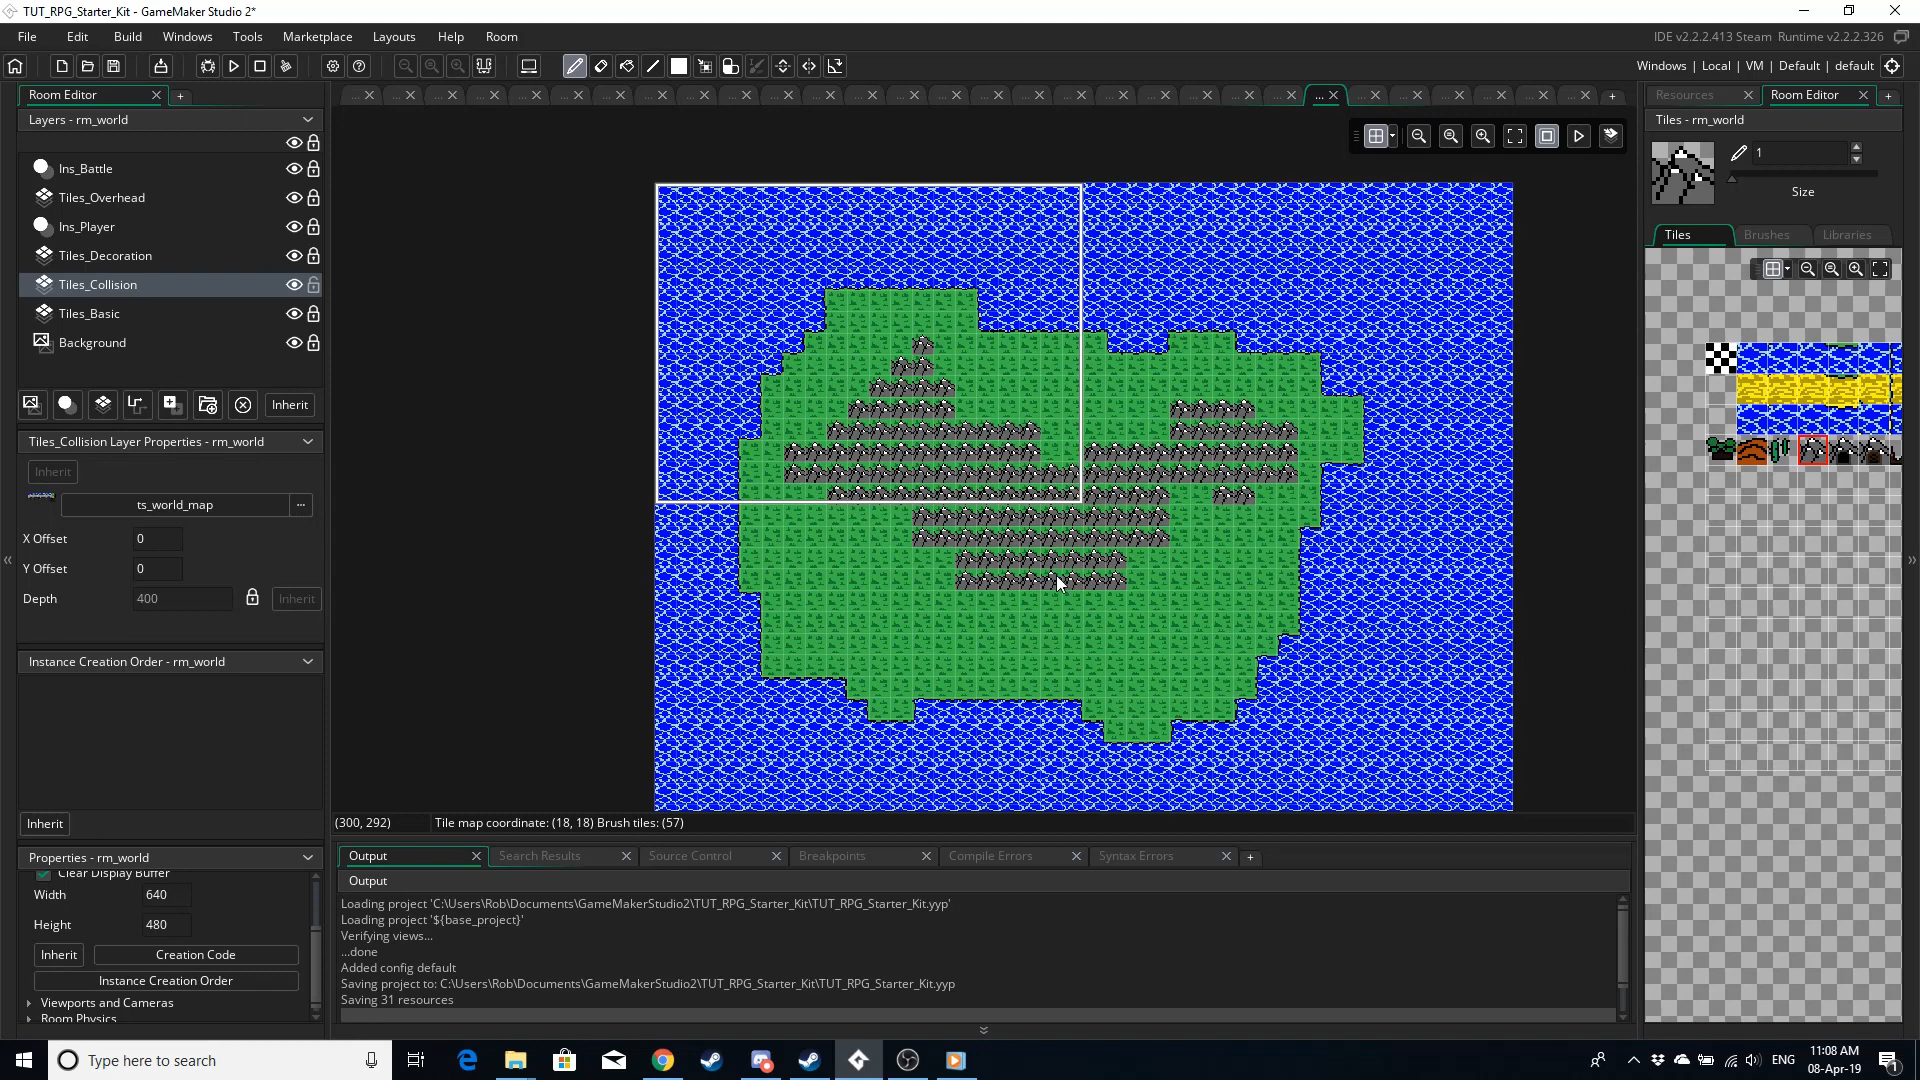 TUT_RPG_Starter_Kit - GameMaker Studio 2*
File Edit Build Windows Tools Marketplace Layouts Help Room
IDE v2.2.2.413 Steam Runtime v2.2.2.326
Windows | Local | VM | Default | default
Room Editor
Layers - rm_world
Ins_Battle
Tiles_Overhead
Ins_Player
Tiles_Decoration
Tiles_Collision
Tiles_Basic
Background
Inherit
Tiles_Collision Layer Properties - rm_world
Inherit
ts_world_map
...
X Offset 0
Y Offset 0
Depth 400 Inherit
Instance Creation Order - rm_world
Inherit
Properties - rm_world
Clear Display Buffer
Width 640
Height 480
Inherit Creation Code
Instance Creation Order
Viewports and Cameras
Room Physics
(300, 292) Tile map coordinate: (18, 18) Brush tiles: (57)
Output Search Results Source Control Breakpoints Compile Errors Syntax Errors
Output
Loading project 'C:\Users\Rob\Documents\GameMakerStudio2\TUT_RPG_Starter_Kit\TUT_RPG_Starter_Kit.yyp'
Loading project '${base_project}'
Verifying views...
...done
Added config default
Saving project to: C:\Users\Rob\Documents\GameMakerStudio2\TUT_RPG_Starter_Kit\TUT_RPG_Starter_Kit.yyp
Saving 31 resources
Resources Room Editor
Tiles - rm_world
1
Size
Tiles Brushes Libraries
Type here to search
ENG
11:08 AM
08-Apr-19
1